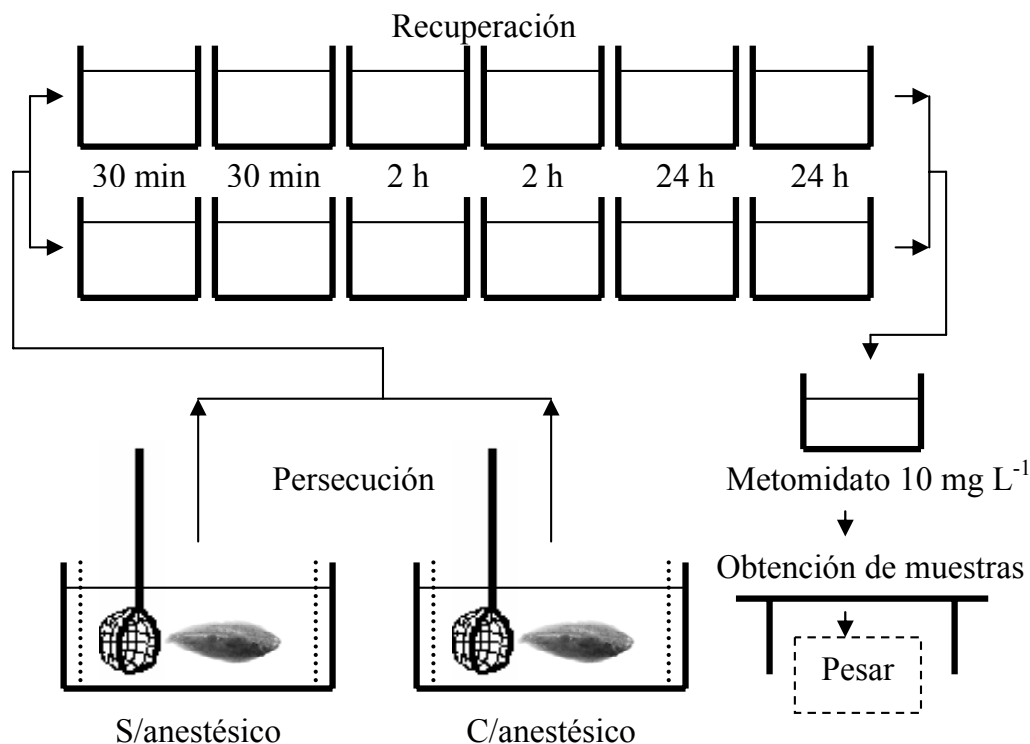 Recuperación
30 min 30 min 2 h 2 h 24 h 24 h
Persecución
Metomidato 10 mg L⁻¹
Obtención de muestras
Pesar
S/anestésico C/anestésico